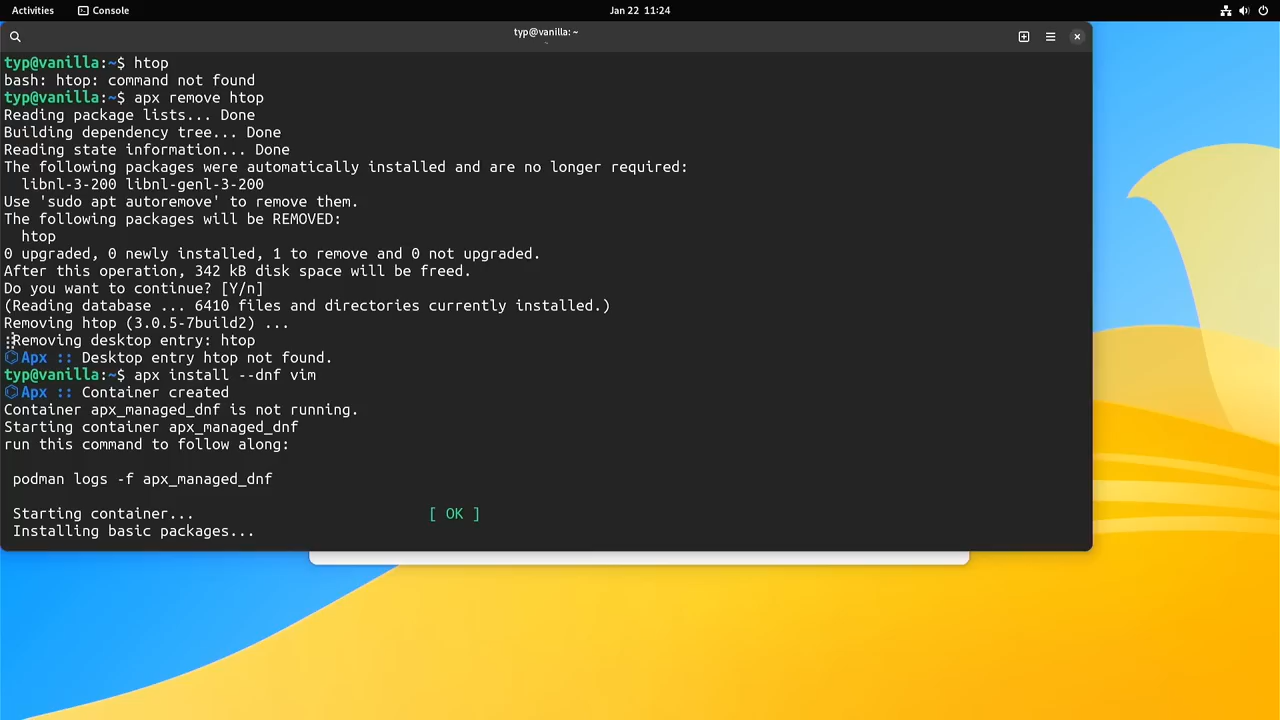 Activities
Console
Jan 22 11:24
typ@vanilla: ~
~
typ@vanilla:~$ htop
bash: htop: command not found
typ@vanilla:~$ apx remove htop
Reading package lists... Done
Building dependency tree... Done
Reading state information... Done
The following packages were automatically installed and are no longer required:
  libnl-3-200 libnl-genl-3-200
Use 'sudo apt autoremove' to remove them.
The following packages will be REMOVED:
  htop
0 upgraded, 0 newly installed, 1 to remove and 0 not upgraded.
After this operation, 342 kB disk space will be freed.
Do you want to continue? [Y/n]
(Reading database ... 6410 files and directories currently installed.)
Removing htop (3.0.5-7build2) ...
⣾Removing desktop entry: htop
⌬Apx :: Desktop entry htop not found.
typ@vanilla:~$ apx install --dnf vim
⌬Apx :: Container created
Container apx_managed_dnf is not running.
Starting container apx_managed_dnf
run this command to follow along:
 podman logs -f apx_managed_dnf
 Starting container...                           [ OK ]
 Installing basic packages...